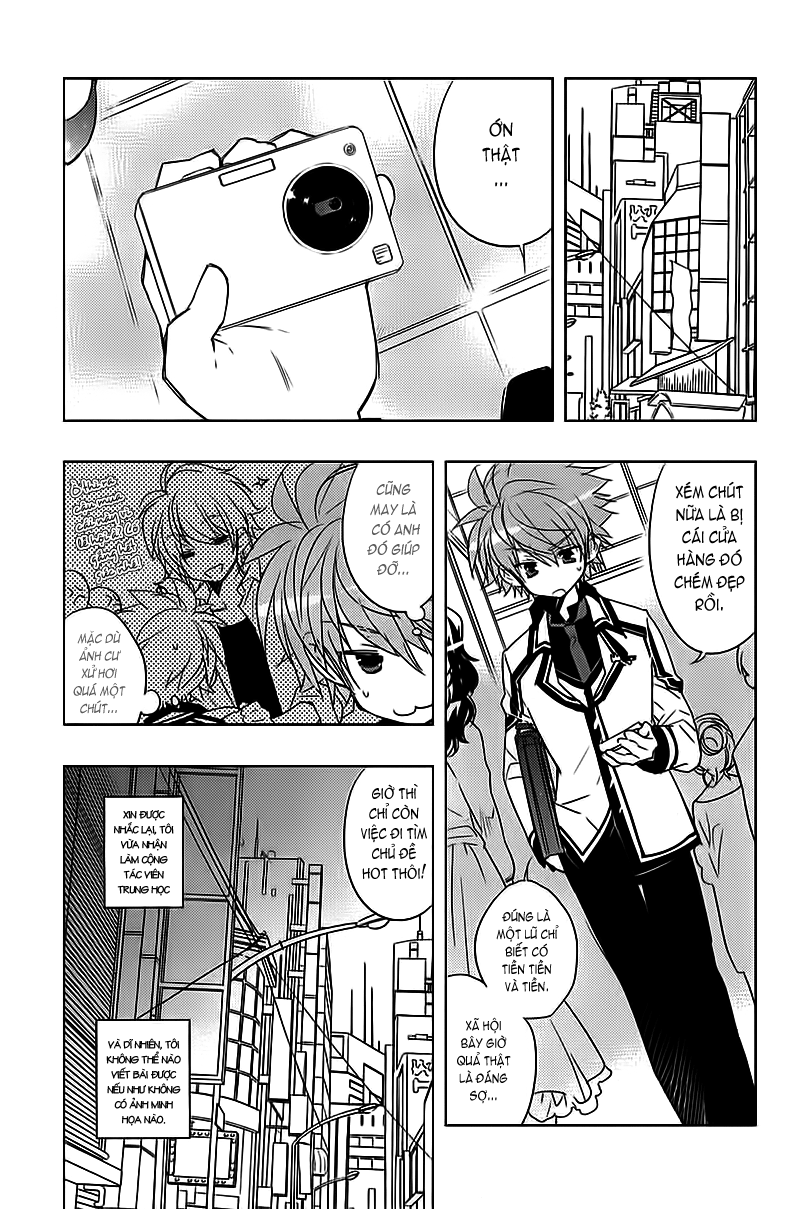 ỚN
THẬT
...
XÉM CHÚT
NỮA LÀ BỊ
CÁI CỬA
HÀNG ĐÓ
CHÉM ĐẸP
RỒI.
ĐÚNG LÀ
MỘT LŨ CHỈ
BIẾT CÓ
TIỀN TIỀN
VÀ TIỀN.
XÃ HỘI
BÂY GIỜ
QUẢ THẬT
LÀ ĐÁNG
SỢ...
CŨNG
MAY LÀ
CÓ ANH
ĐÓ GIÚP
ĐỠ...
MẶC DÙ
ẢNH CƯ
XỬ HƠI
QUÁ MỘT
CHÚT...
GIỜ THÌ
CHỈ CÒN
VIỆC ĐI TÌM
CHỦ ĐỀ
HOT THÔI!
XIN ĐƯỢC
NHẮC LẠI, TÔI
VỪA NHẬN
LÀM CỘNG
TÁC VIÊN
TRUNG HỌC
VÀ DĨ NHIÊN, TÔI
KHÔNG THỂ NÀO
VIẾT BÀI ĐƯỢC
NẾU NHƯ KHÔNG
CÓ ẢNH MINH
HỌA NÀO.